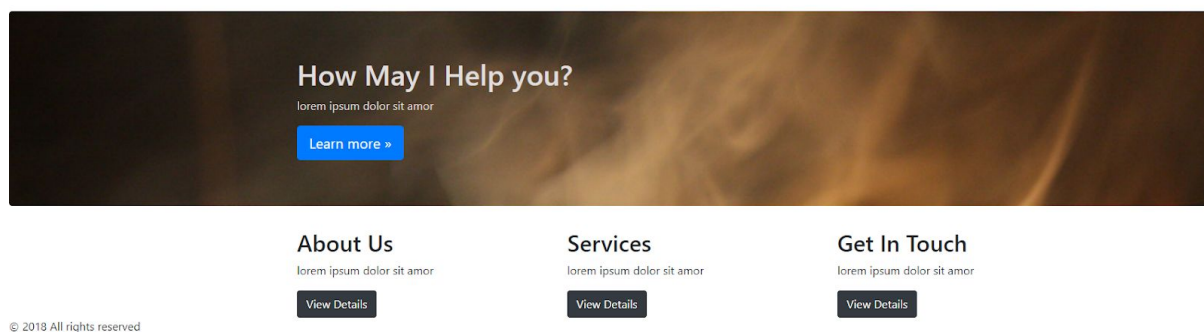 How May I Help you?
lorem ipsum dolor sit amor
Learn more »
About Us
lorem ipsum dolor sit amor
View Details
Services
lorem ipsum dolor sit amor
View Details
Get In Touch
lorem ipsum dolor sit amor
View Details
© 2018 All rights reserved